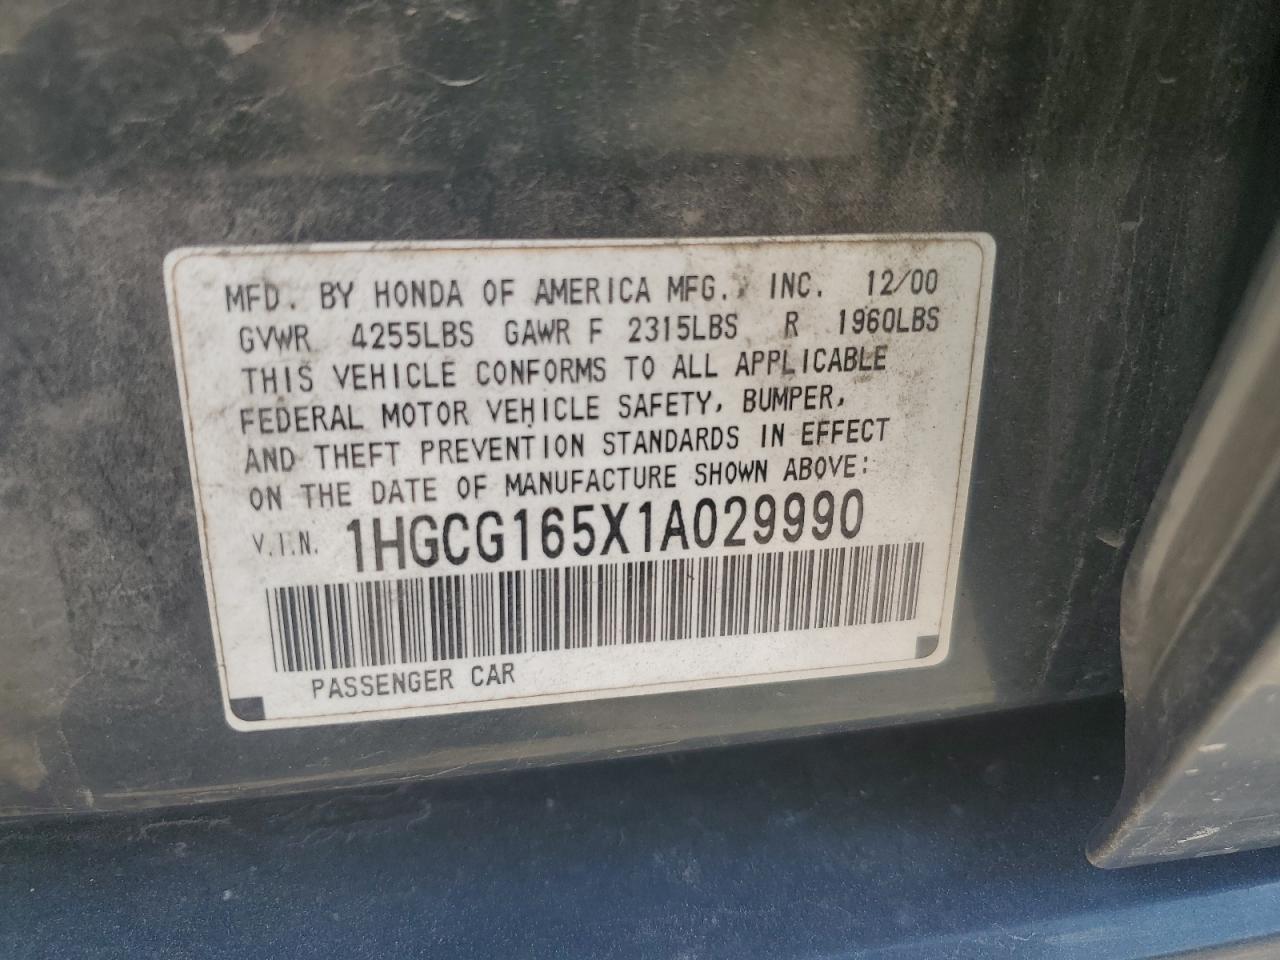 MFD. BY HONDA OF AMERICA MFG., INC. 12/00
GVWR 4255LBS GAWR F 2315LBS R 1960LBS
THIS VEHICLE CONFORMS TO ALL APPLICABLE
FEDERAL MOTOR VEHICLE SAFETY, BUMPER,
AND THEFT PREVENTION STANDARDS IN EFFECT
ON THE DATE OF MANUFACTURE SHOWN ABOVE:
V.I.N. 1HGCG165X1A029990
PASSENGER CAR